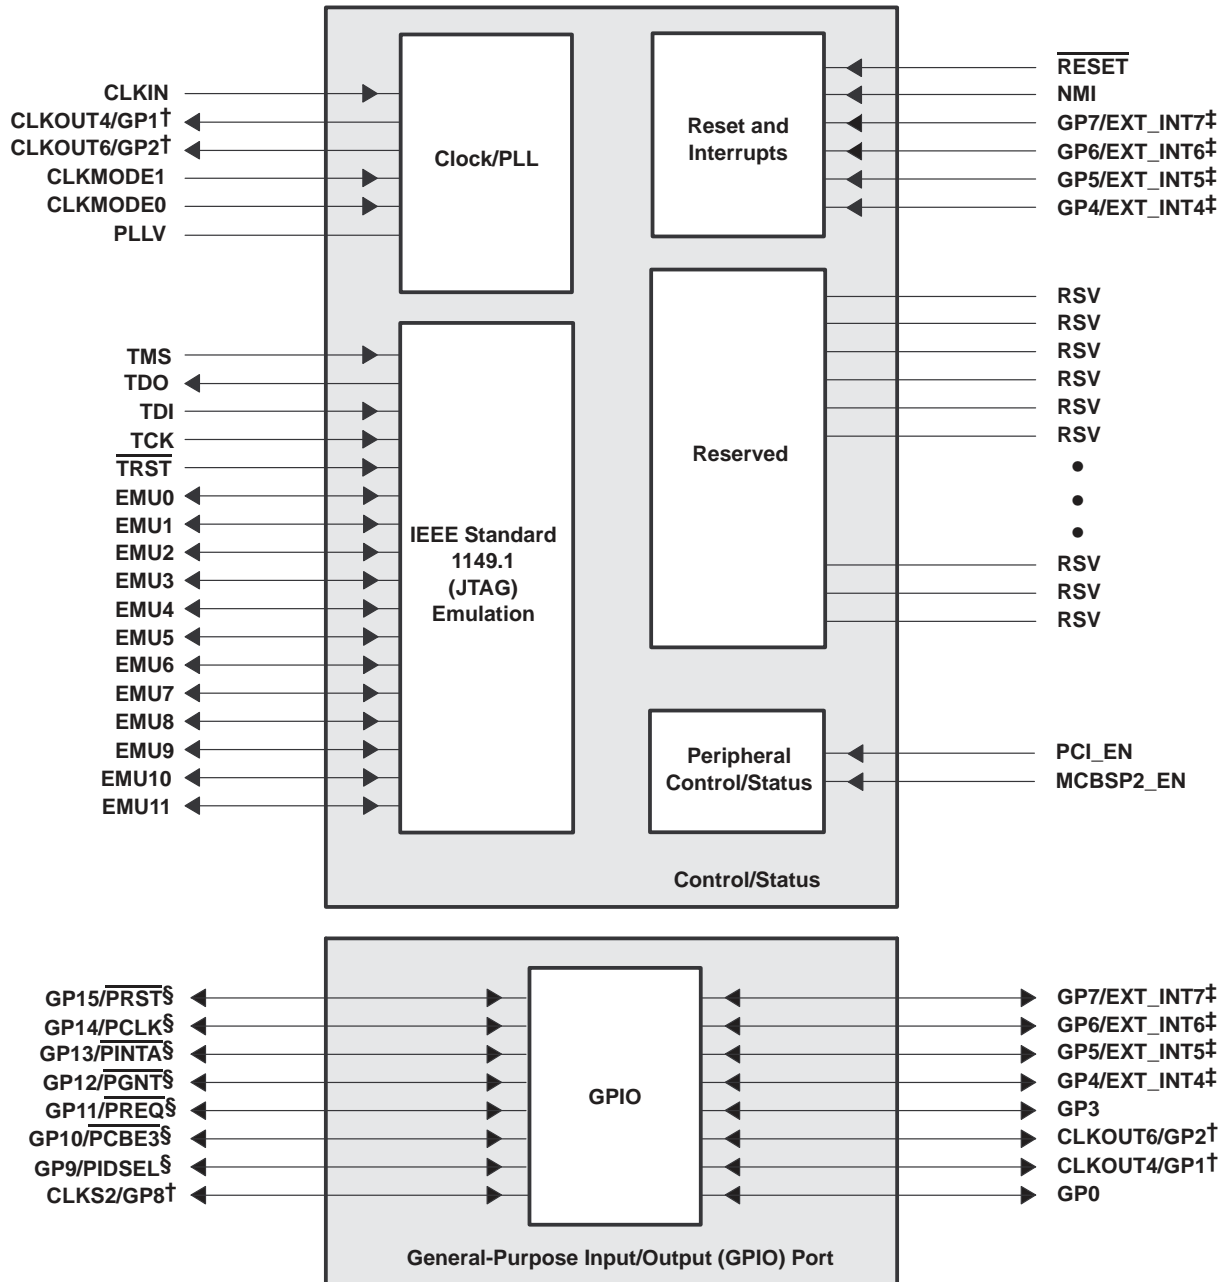 CLKIN
CLKOUT4/GP1†
CLKOUT6/GP2†
CLKMODE1
CLKMODE0
PLLV
Clock/PLL
Reset and
Interrupts
RESET
NMI
GP7/EXT_INT7‡
GP6/EXT_INT6‡
GP5/EXT_INT5‡
GP4/EXT_INT4‡
TMS
TDO
TDI
TCK
TRST
EMU0
EMU1
EMU2
EMU3
EMU4
EMU5
EMU6
EMU7
EMU8
EMU9
EMU10
EMU11
IEEE Standard
1149.1
(JTAG)
Emulation
Reserved
RSV
RSV
RSV
RSV
RSV
RSV
•
•
•
RSV
RSV
RSV
Peripheral
Control/Status
PCI_EN
MCBSP2_EN
Control/Status
GP15/PRST§
GP14/PCLK§
GP13/PINTA§
GP12/PGNT§
GP11/PREQ§
GP10/PCBE3§
GP9/PIDSEL§
CLKS2/GP8†
GPIO
GP7/EXT_INT7‡
GP6/EXT_INT6‡
GP5/EXT_INT5‡
GP4/EXT_INT4‡
GP3
CLKOUT6/GP2†
CLKOUT4/GP1†
GP0
General-Purpose Input/Output (GPIO) Port